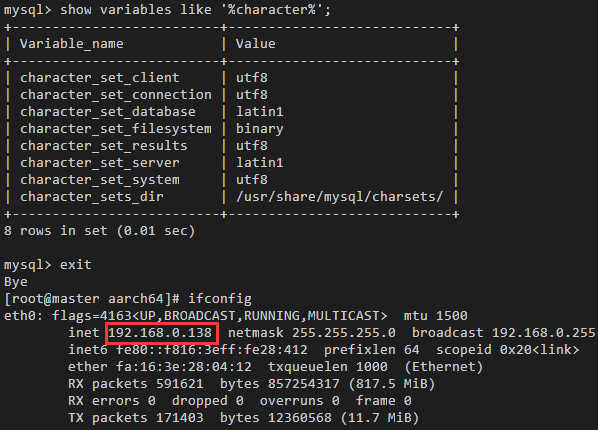 mysql> show variables like '%character%';
+--------------------------+----------------------------+
| Variable_name            | Value                      |
+--------------------------+----------------------------+
| character_set_client     | utf8                       |
| character_set_connection | utf8                       |
| character_set_database   | latin1                     |
| character_set_filesystem | binary                     |
| character_set_results    | utf8                       |
| character_set_server     | latin1                     |
| character_set_system     | utf8                       |
| character_sets_dir       | /usr/share/mysql/charsets/ |
+--------------------------+----------------------------+
8 rows in set (0.01 sec)
mysql> exit
Bye
[root@master aarch64]# ifconfig
eth0: flags=4163<UP,BROADCAST,RUNNING,MULTICAST>  mtu 1500
        inet 192.168.0.138  netmask 255.255.255.0  broadcast 192.168.0.255
        inet6 fe80::f816:3eff:fe28:412  prefixlen 64  scopeid 0x20<link>
        ether fa:16:3e:28:04:12  txqueuelen 1000  (Ethernet)
        RX packets 591621  bytes 857254317 (817.5 MiB)
        RX errors 0  dropped 0  overruns 0  frame 0
        TX packets 171403  bytes 12360568 (11.7 MiB)